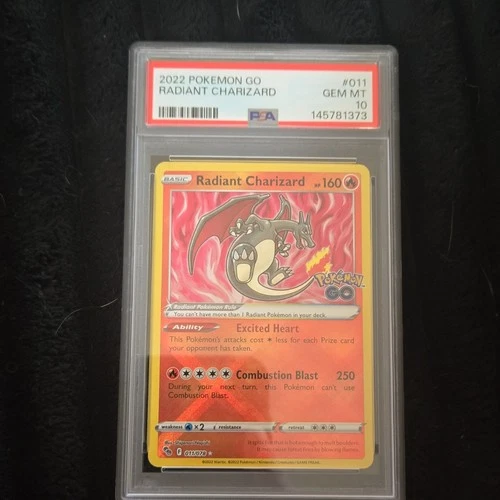 2022 POKEMON GO #011
RADIANT CHARIZARD GEM MT
10
PSA 145781373
BASIC Radiant Charizard HP 160
POKÉMON
GO
Radiant Pokémon Rule
You can't have more than 1 Radiant Pokémon in your deck.
Ability Excited Heart
This Pokémon's attacks cost less for each Prize card
your opponent has taken.
Combustion Blast 250
During your next turn, this Pokémon can't use
Combustion Blast.
weakness ×2 resistance retreat
011/078